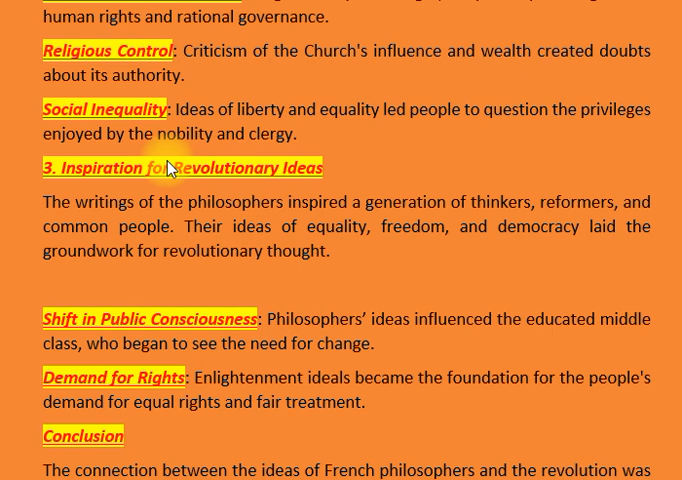 human rights and rational governance.
Religious Control: Criticism of the Church's influence and wealth created doubts
about its authority.
Social Inequality: Ideas of liberty and equality led people to question the privileges
enjoyed by the nobility and clergy.
3. Inspiration for Revolutionary Ideas
The writings of the philosophers inspired a generation of thinkers, reformers, and
common people. Their ideas of equality, freedom, and democracy laid the
groundwork for revolutionary thought.
Shift in Public Consciousness: Philosophers’ ideas influenced the educated middle
class, who began to see the need for change.
Demand for Rights: Enlightenment ideals became the foundation for the people's
demand for equal rights and fair treatment.
Conclusion
The connection between the ideas of French philosophers and the revolution was